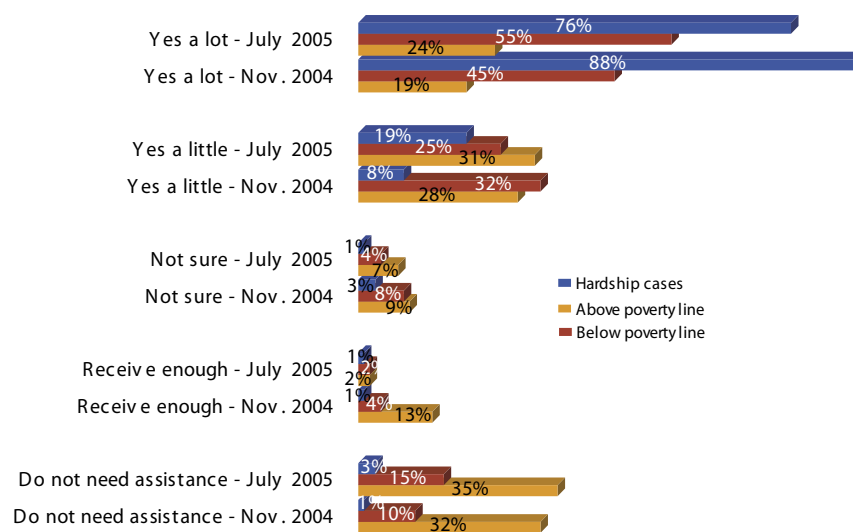 76%
Yes a lot - July 2005
55%
24%
88%
Yes a lot - Nov. 2004
45%
19%
19%
Yes a little - July 2005
25%
31%
8%
Yes a little - Nov. 2004
32%
28%
1%
Not sure - July 2005
4%
7%
3%
Not sure - Nov. 2004
8%
9%
Hardship cases
Above poverty line
Below poverty line
1%
Receive enough - July 2005
2%
2%
1%
Receive enough - Nov. 2004
4%
13%
3%
Do not need assistance - July 2005
15%
35%
1%
Do not need assistance - Nov. 2004
10%
32%